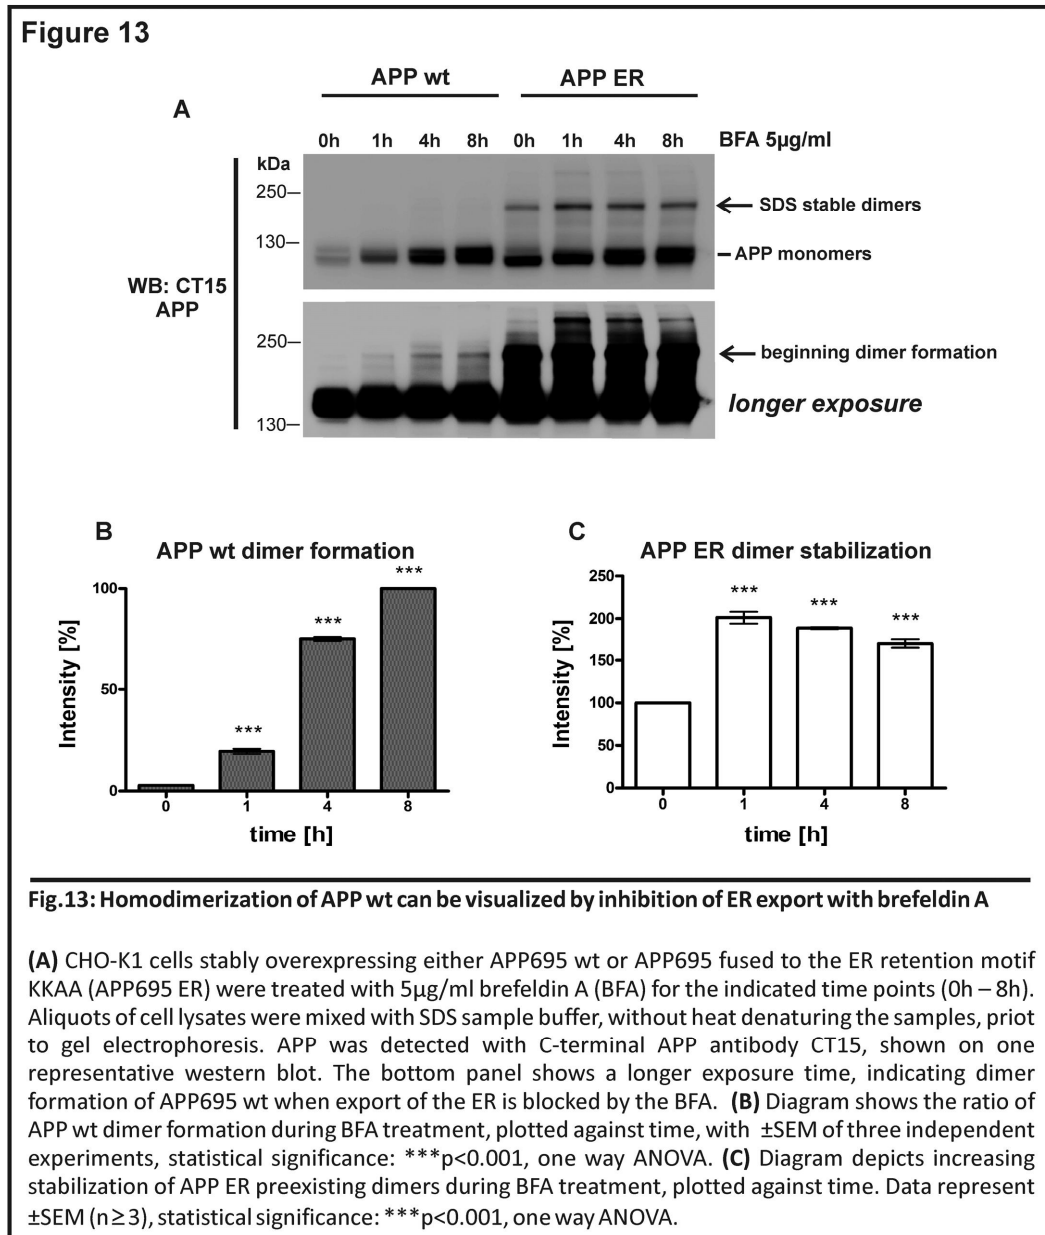 Figure 13
APP wt
APP ER
A
0h 1h 4h 8h 0h 1h 4h 8h BFA 5µg/ml
kDa
250
SDS stable dimers
130
APP monomers
WB: CT15
APP
250
beginning dimer formation
longer exposure
130
B
APP wt dimer formation
Intensity [%]
100
50
0
***
***
***
0 1 4 8
time [h]
C
APP ER dimer stabilization
Intensity [%]
250
200
150
100
50
0
***
***
***
0 1 4 8
time [h]
Fig.13: Homodimerization of APP wt can be visualized by inhibition of ER export with brefeldin A
(A) CHO-K1 cells stably overexpressing either APP695 wt or APP695 fused to the ER retention motif
KKAA (APP695 ER) were treated with 5µg/ml brefeldin A (BFA) for the indicated time points (0h – 8h).
Aliquots of cell lysates were mixed with SDS sample buffer, without heat denaturing the samples, priot
to gel electrophoresis. APP was detected with C-terminal APP antibody CT15, shown on one
representative western blot. The bottom panel shows a longer exposure time, indicating dimer
formation of APP695 wt when export of the ER is blocked by the BFA. (B) Diagram shows the ratio of
APP wt dimer formation during BFA treatment, plotted against time, with ±SEM of three independent
experiments, statistical significance: ***p<0.001, one way ANOVA. (C) Diagram depicts increasing
stabilization of APP ER preexisting dimers during BFA treatment, plotted against time. Data represent
±SEM (n≥3), statistical significance: ***p<0.001, one way ANOVA.